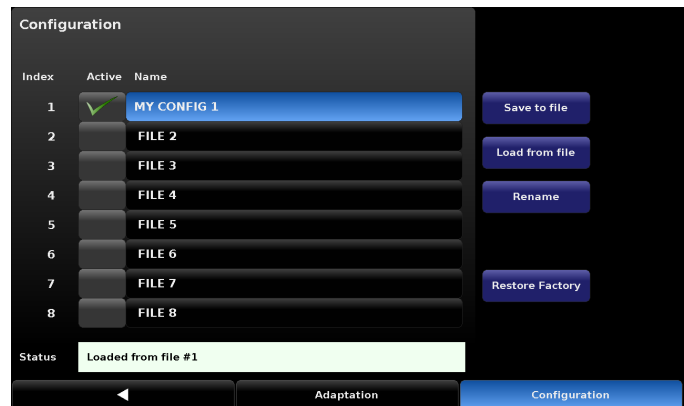 Configuration
Index Active Name
1 MY CONFIG 1 Save to file
2 FILE 2
Load from file
3 FILE 3
4 FILE 4 Rename
5 FILE 5
6 FILE 6
7 FILE 7 Restore Factory
8 FILE 8
Status Loaded from file #1
Adaptation Configuration